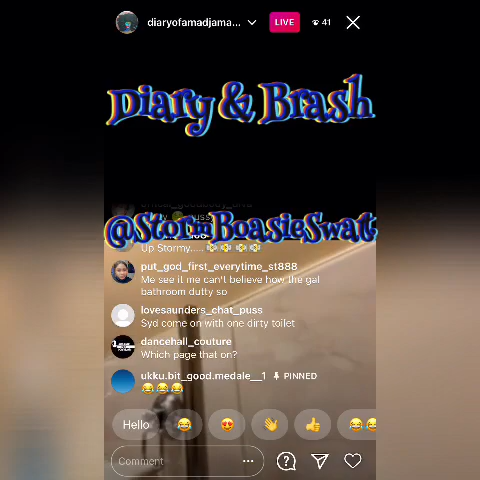 diaryofamadjama...
LIVE
41
Diary & Brash
@StormBoasieSwat
Up Stormy.....
put_god_first_everytime_st888
Me see it me can't believe how the gal
bathroom dutty so
lovesaunders_chat_puss
Syd come on with one dirty toilet
dancehall_couture
Which page that on?
ukku.bit_good.medale__1 PINNED
😂😂😂
Hello
Comment